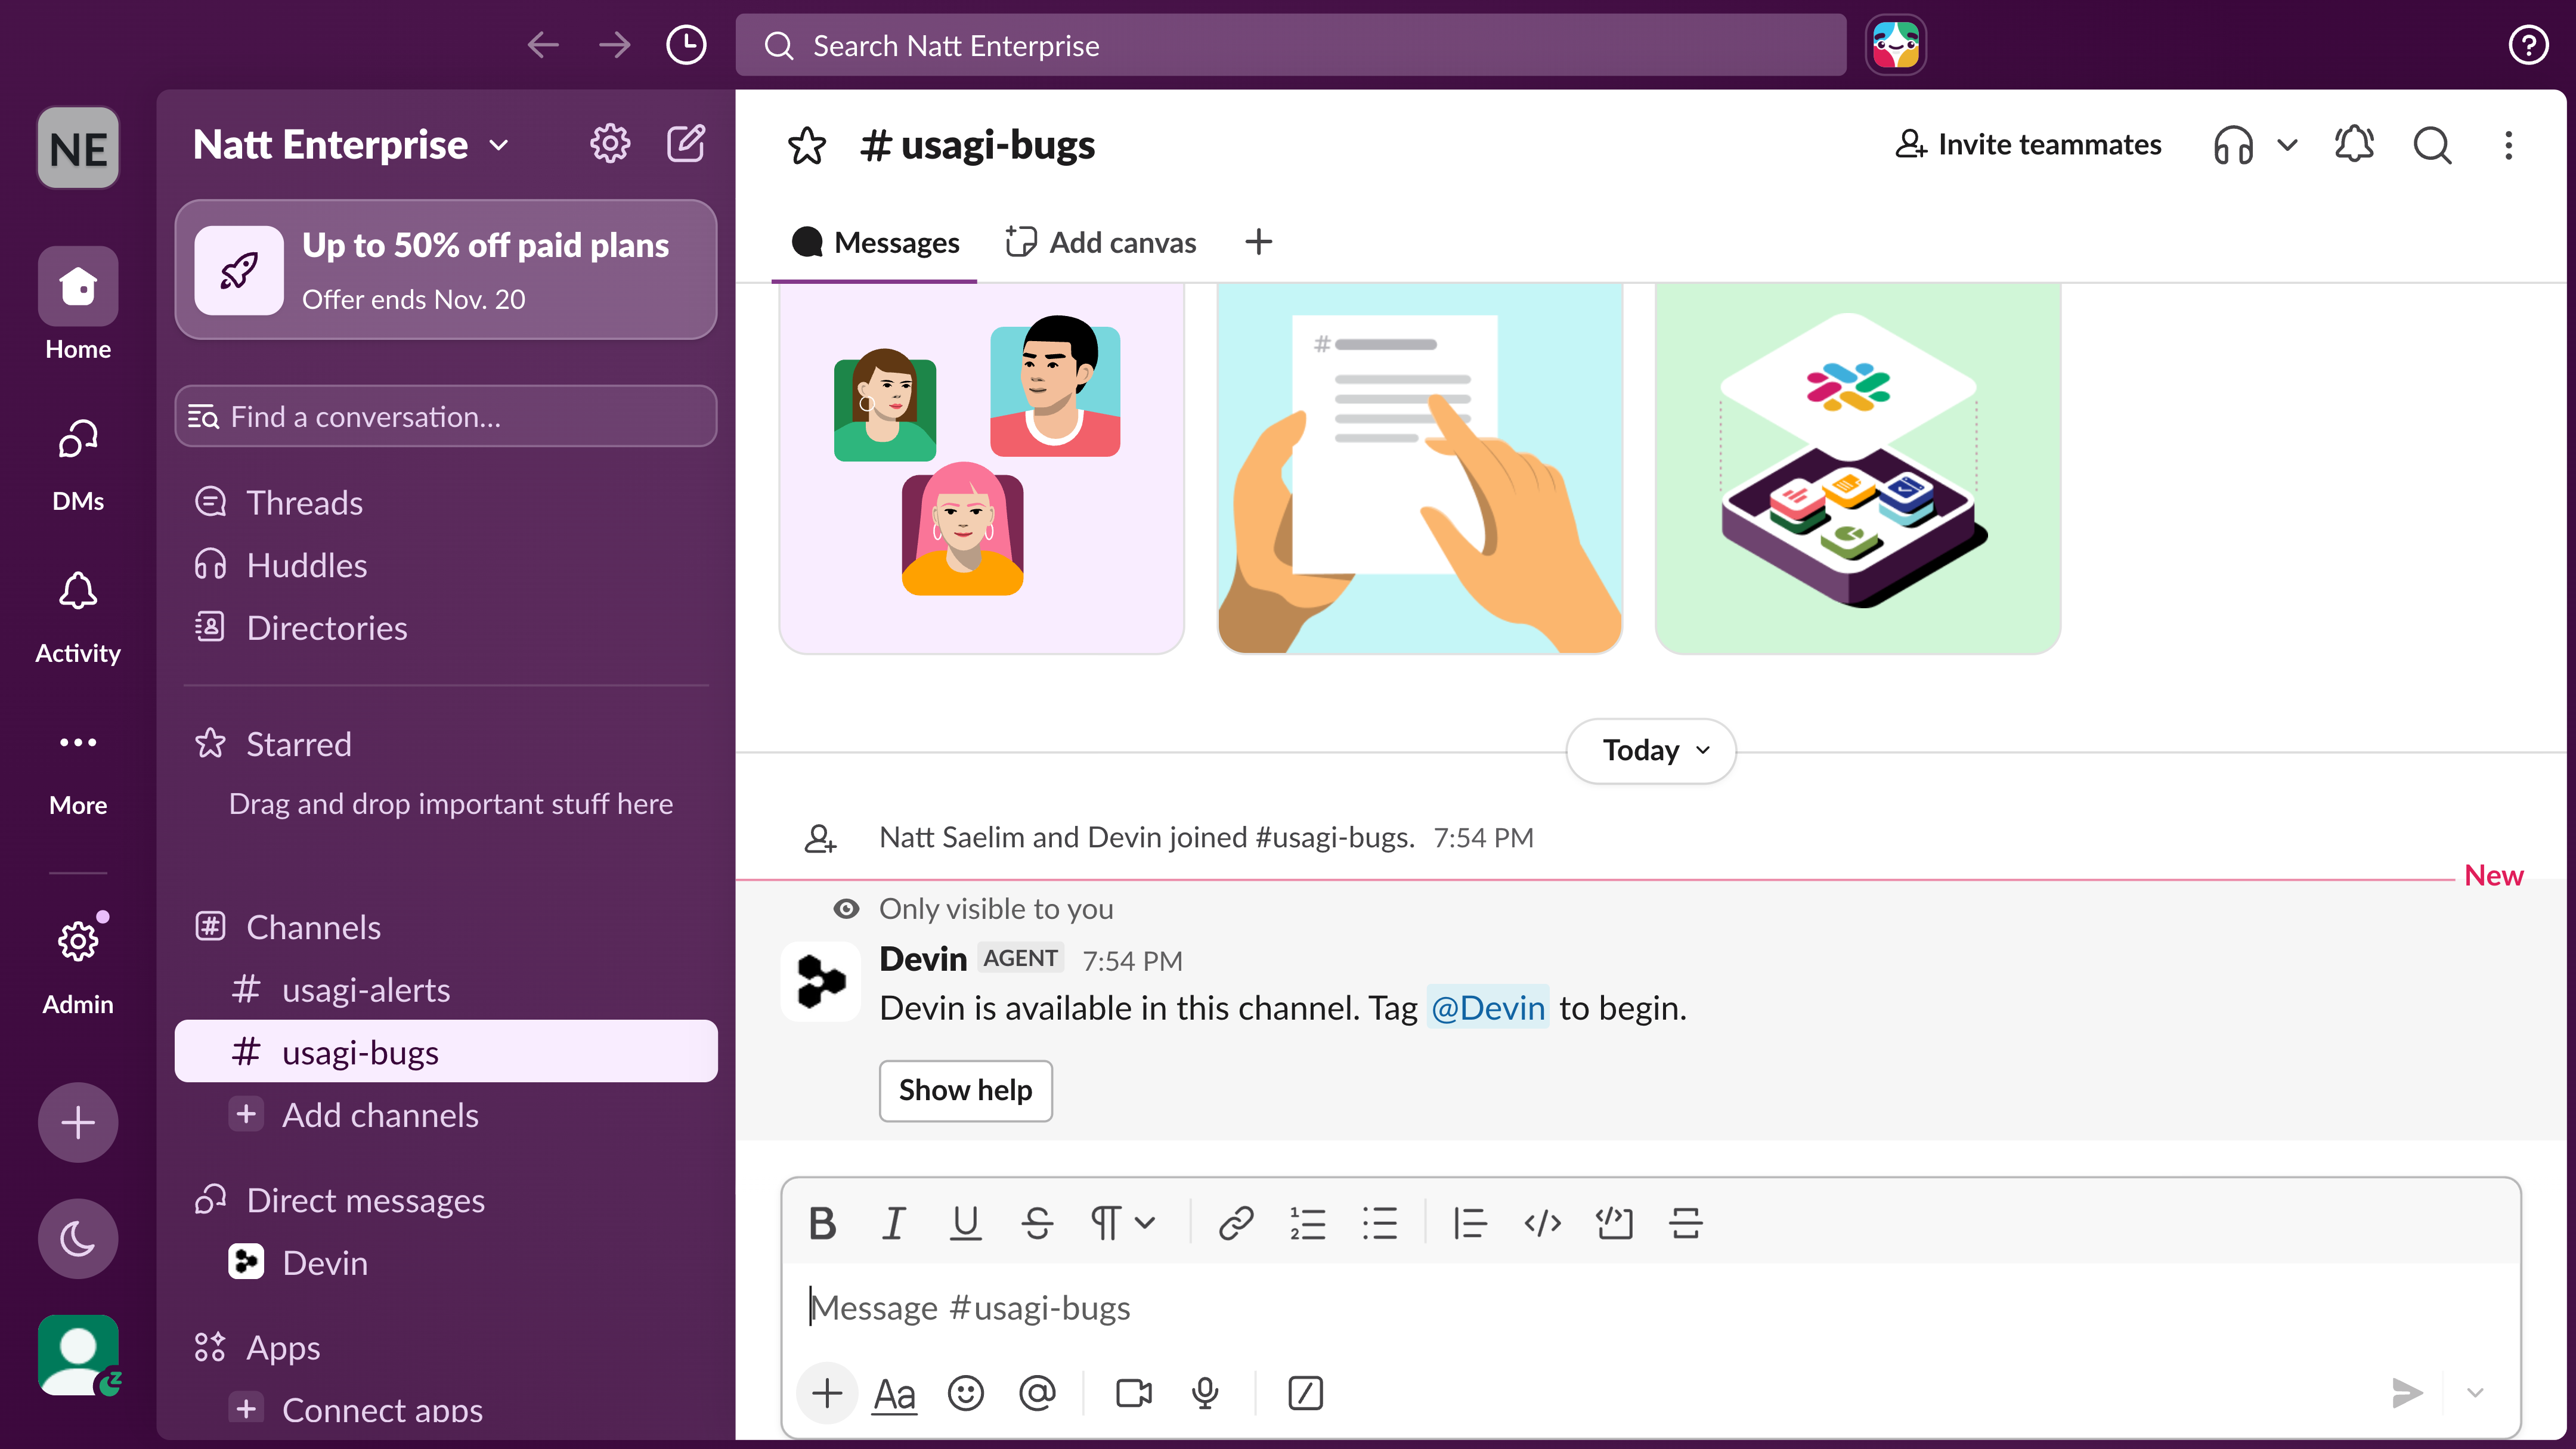 Search Natt Enterprise
NE
Home
DMs
Activity
More
Admin
Natt Enterprise
Up to 50% off paid plans
Offer ends Nov. 20
Find a conversation...
Threads
Huddles
Directories
Starred
Drag and drop important stuff here
Channels
# usagi-alerts
# usagi-bugs
Add channels
Direct messages
Devin
Apps
Connect apps
# usagi-bugs
Invite teammates
Messages
Add canvas
#
Today
Natt Saelim and Devin joined #usagi-bugs. 7:54 PM
New
Only visible to you
Devin AGENT 7:54 PM
Devin is available in this channel. Tag @Devin to begin.
Show help
Message #usagi-bugs
Aa